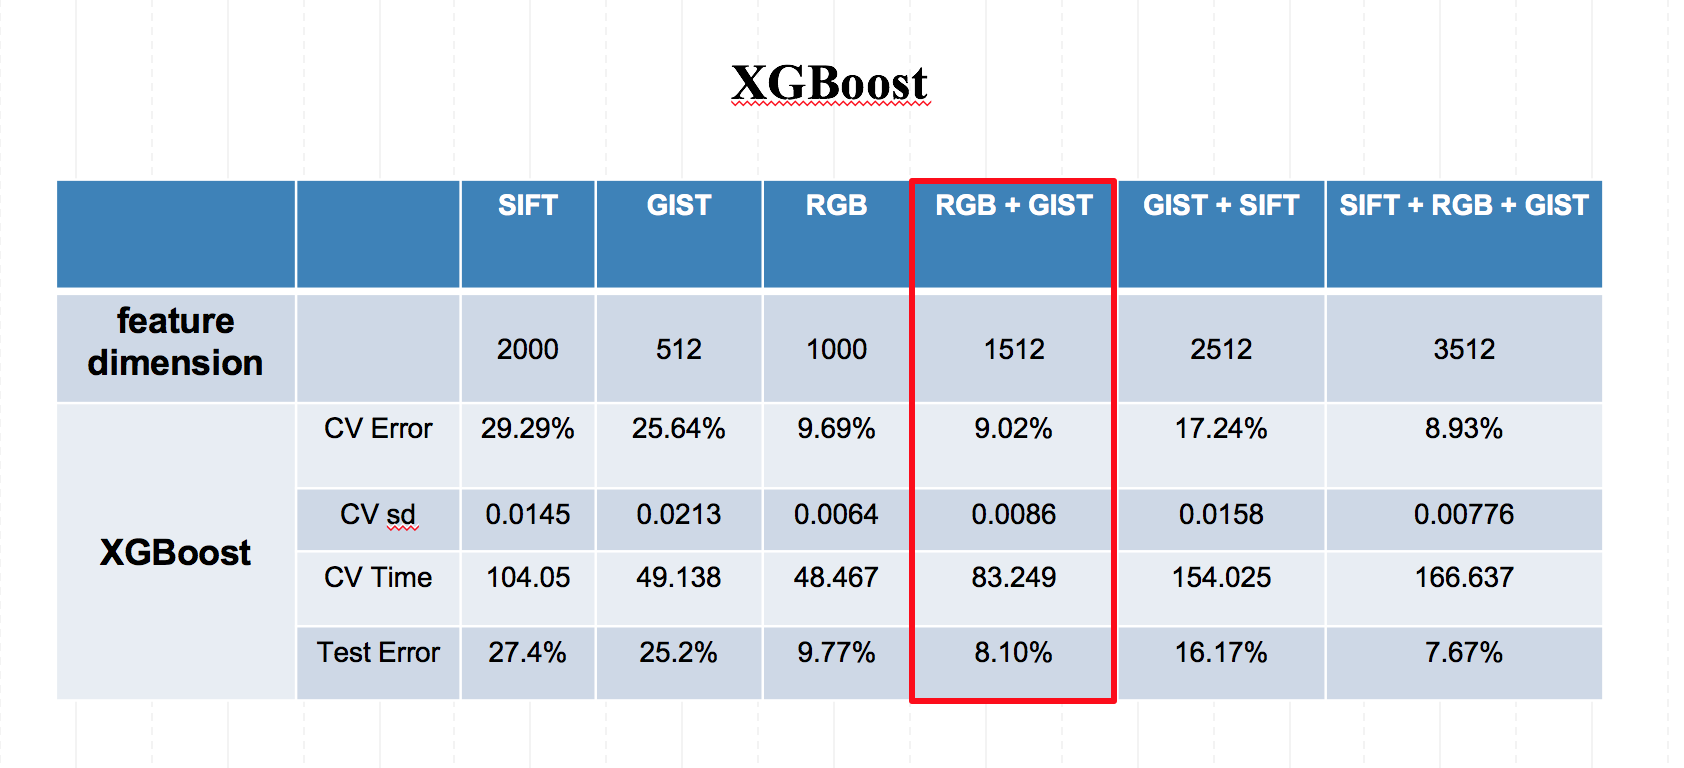 XGBoost
SIFT GIST RGB RGB + GIST GIST + SIFT SIFT + RGB + GIST
feature
dimension
2000 512 1000 1512 2512 3512
XGBoost
CV Error 29.29% 25.64% 9.69% 9.02% 17.24% 8.93%
CV sd 0.0145 0.0213 0.0064 0.0086 0.0158 0.00776
CV Time 104.05 49.138 48.467 83.249 154.025 166.637
Test Error 27.4% 25.2% 9.77% 8.10% 16.17% 7.67%